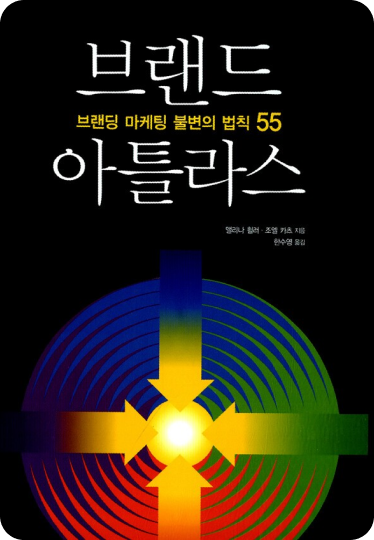 브랜드
브랜딩 마케팅 불변의 법칙 55
아틀라스
앨리나 휠러 · 조엘 카츠 지음
한수영 옮김